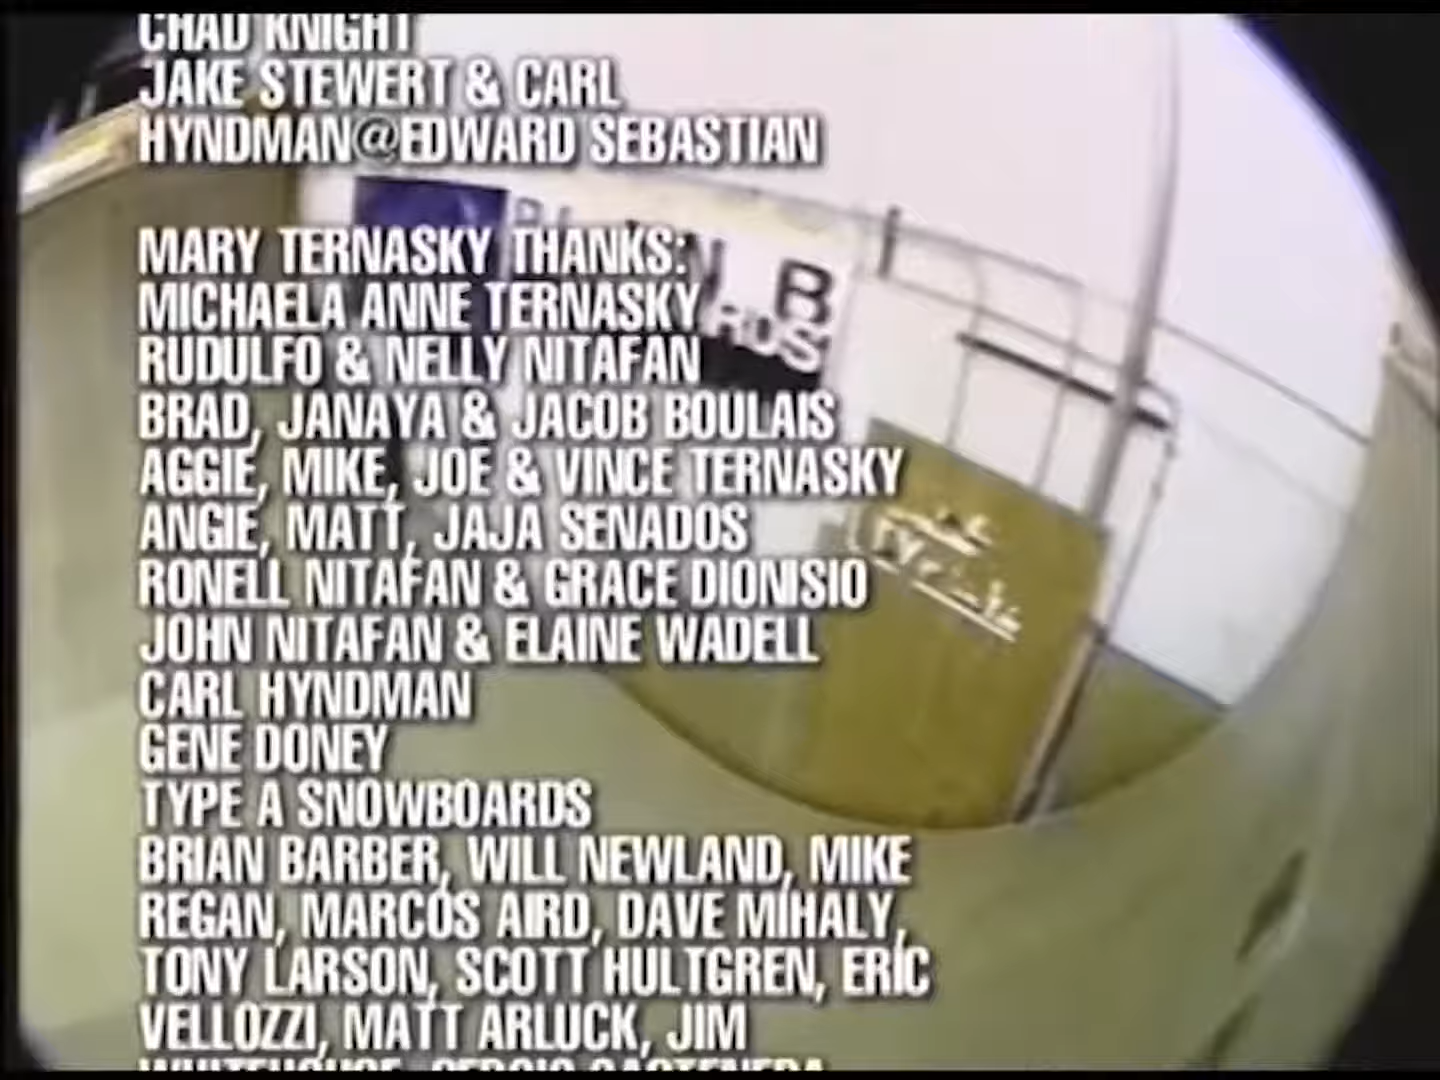 CHAD KNIGHT
JAKE STEWERT & CARL
HYNDMAN@EDWARD SEBASTIAN
MARY TERNASKY THANKS:
MICHAELA ANNE TERNASKY
RUDULFO & NELLY NITAFAN
BRAD, JANAYA & JACOB BOULAIS
AGGIE, MIKE, JOE & VINCE TERNASKY
ANGIE, MATT, JAJA SENADOS
RONELL NITAFAN & GRACE DIONISIO
JOHN NITAFAN & ELAINE WADELL
CARL HYNDMAN
GENE DONEY
TYPE A SNOWBOARDS
BRIAN BARBER, WILL NEWLAND, MIKE
REGAN, MARCOS AIRD, DAVE MIHALY,
TONY LARSON, SCOTT HULTGREN, ERIC
VELLOZZI, MATT ARLUCK, JIM
WHITEHOUSE, SERGIO CASTENEDA